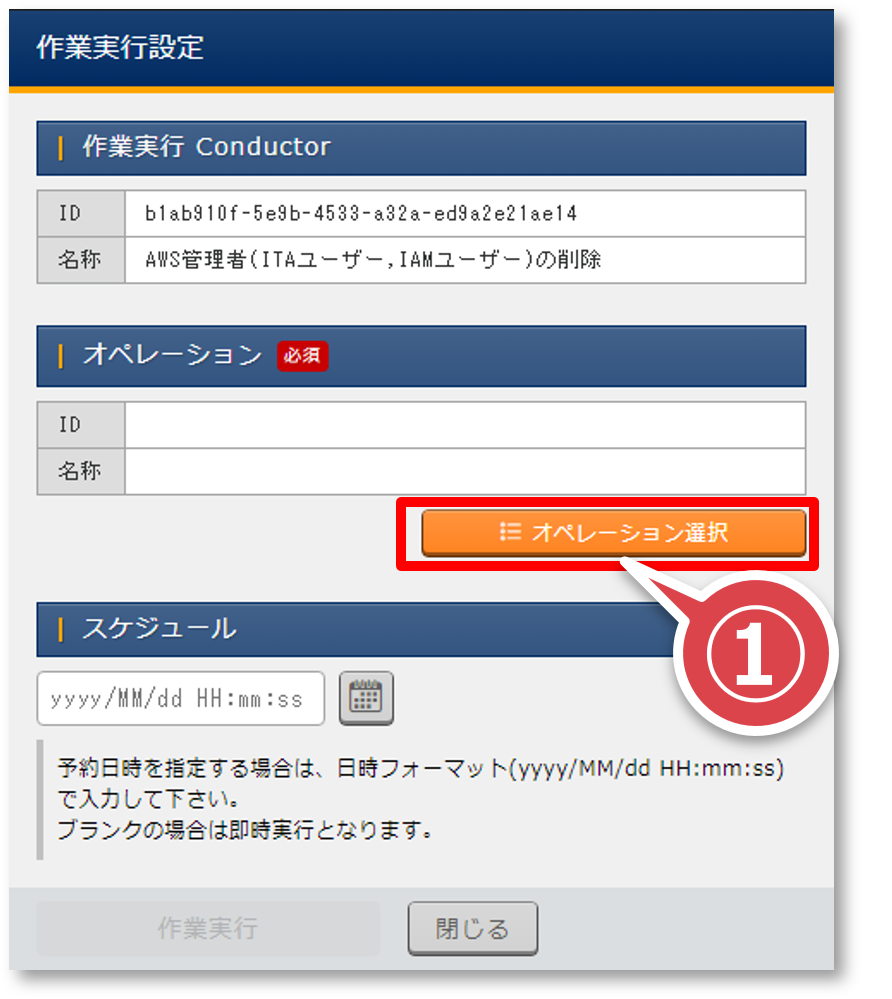 作業実行設定
作業実行 Conductor
ID b1ab910f-5e9b-4533-a32a-ed9a2e21ae14
名称 AWS管理者(ITAユーザー,IAMユーザー)の削除
オペレーション 必須
ID
名称
オペレーション選択
1
スケジュール
yyyy/MM/dd HH:mm:ss
予約日時を指定する場合は、日時フォーマット(yyyy/MM/dd HH:mm:ss)
で入力して下さい。
ブランクの場合は即時実行となります。
作業実行 閉じる